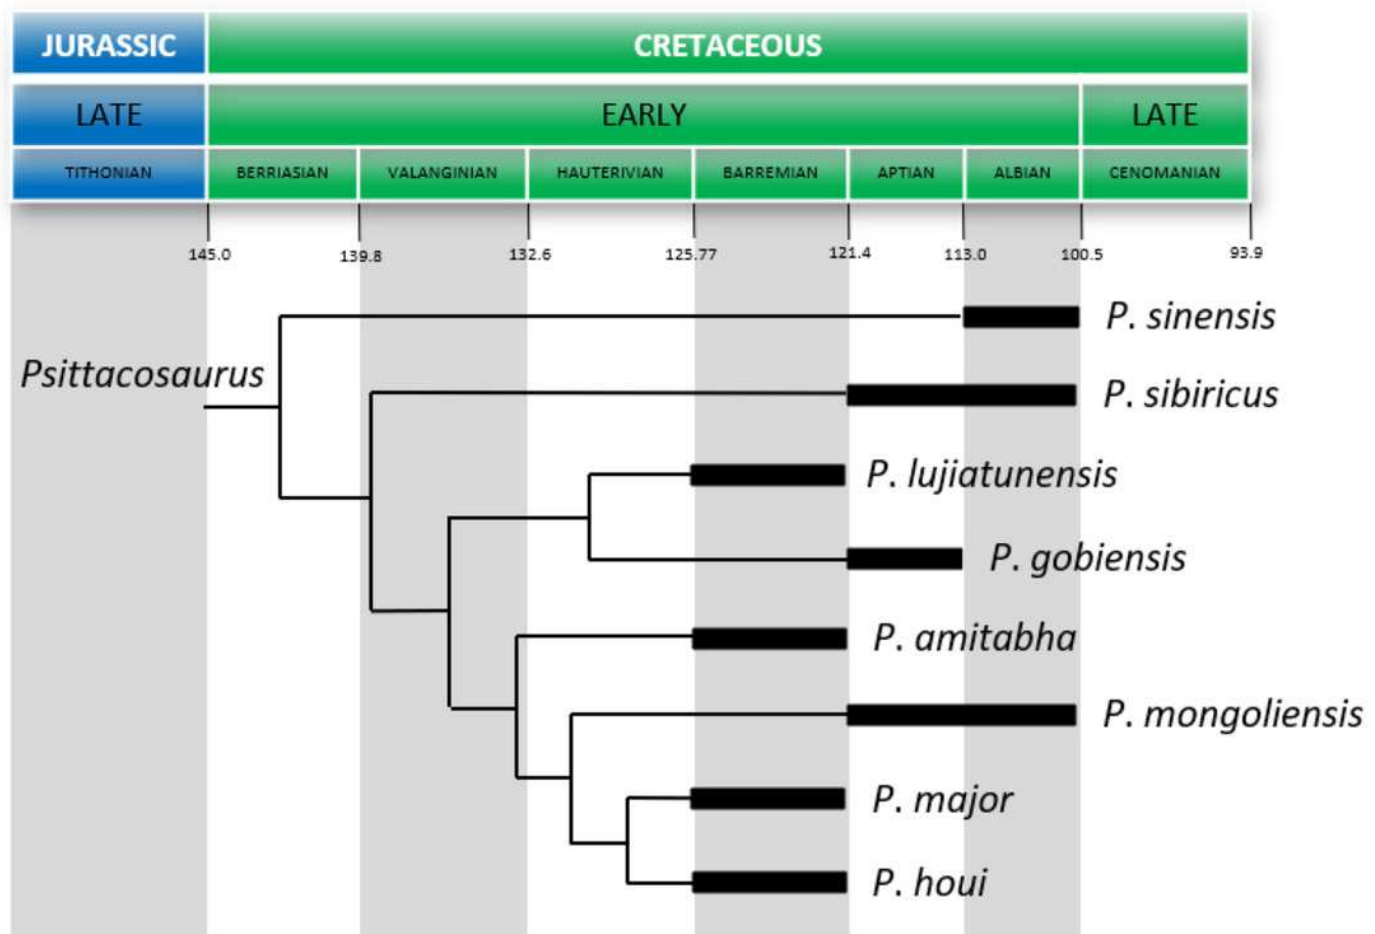 JURASSIC CRETACEOUS
LATE EARLY LATE
TITHONIAN BERRIASIAN VALANGINIAN HAUTERIVIAN BARREMIAN APTIAN ALBIAN CENOMANIAN
145.0 139.8 132.6 125.77 121.4 113.0 100.5 93.9
P. sinensis
Psittacosaurus
P. sibiricus
P. lujiatunensis
P. gobiensis
P. amitabha
P. mongoliensis
P. major
P. houi